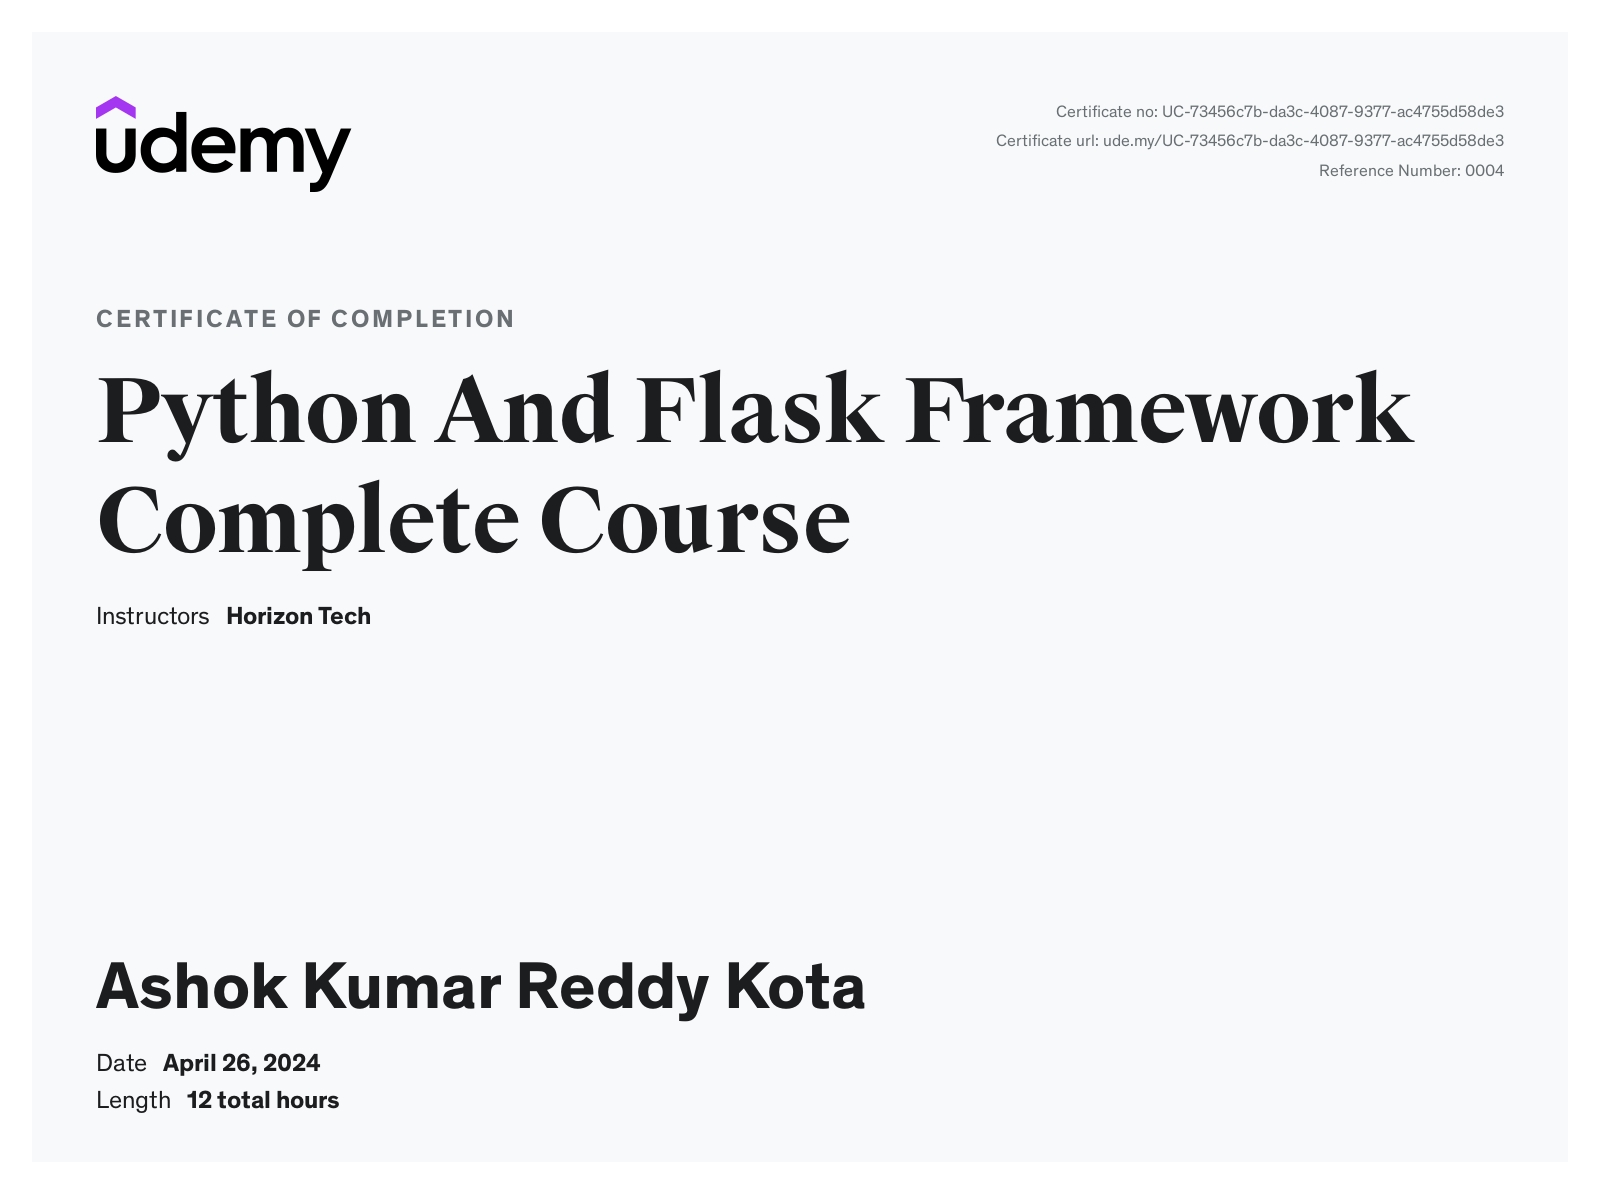 udemy
Certificate no: UC-73456c7b-da3c-4087-9377-ac4755d58de3
Certificate url: ude.my/UC-73456c7b-da3c-4087-9377-ac4755d58de3
Reference Number: 0004
CERTIFICATE OF COMPLETION
Python And Flask Framework
Complete Course
Instructors Horizon Tech
Ashok Kumar Reddy Kota
Date April 26, 2024
Length 12 total hours